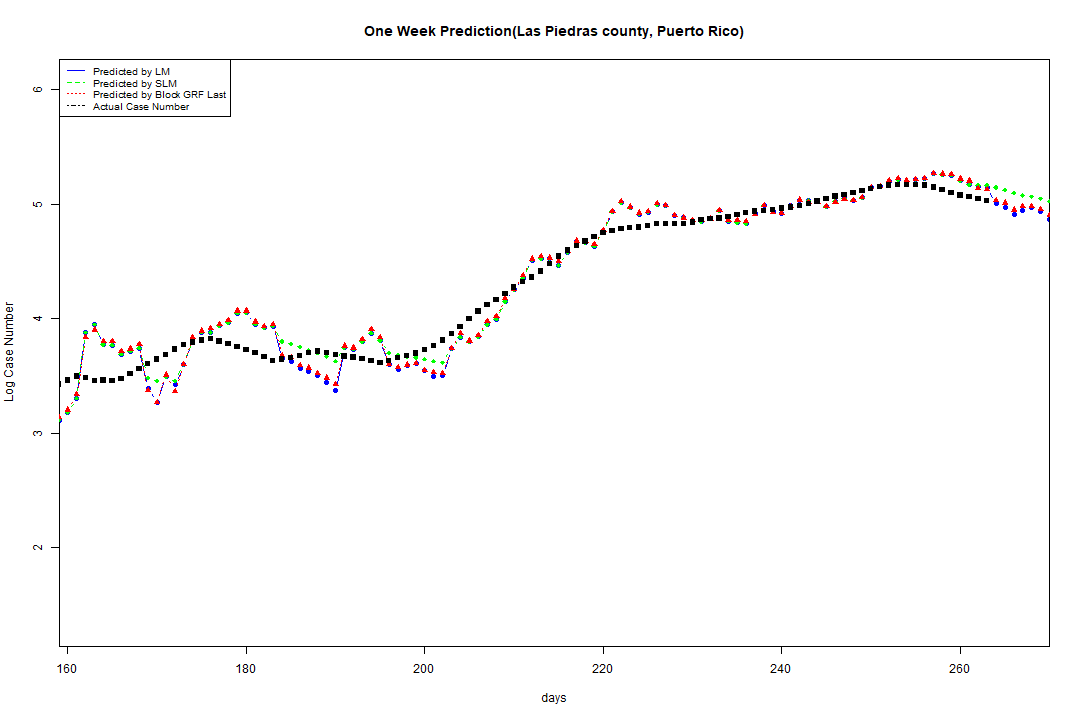 One Week Prediction(Las Piedras county, Puerto Rico)
Predicted by LM
Predicted by SLM
Predicted by Block GRF Last
Actual Case Number
6
5
4
3
2
Log Case Number
160 180 200 220 240 260
days